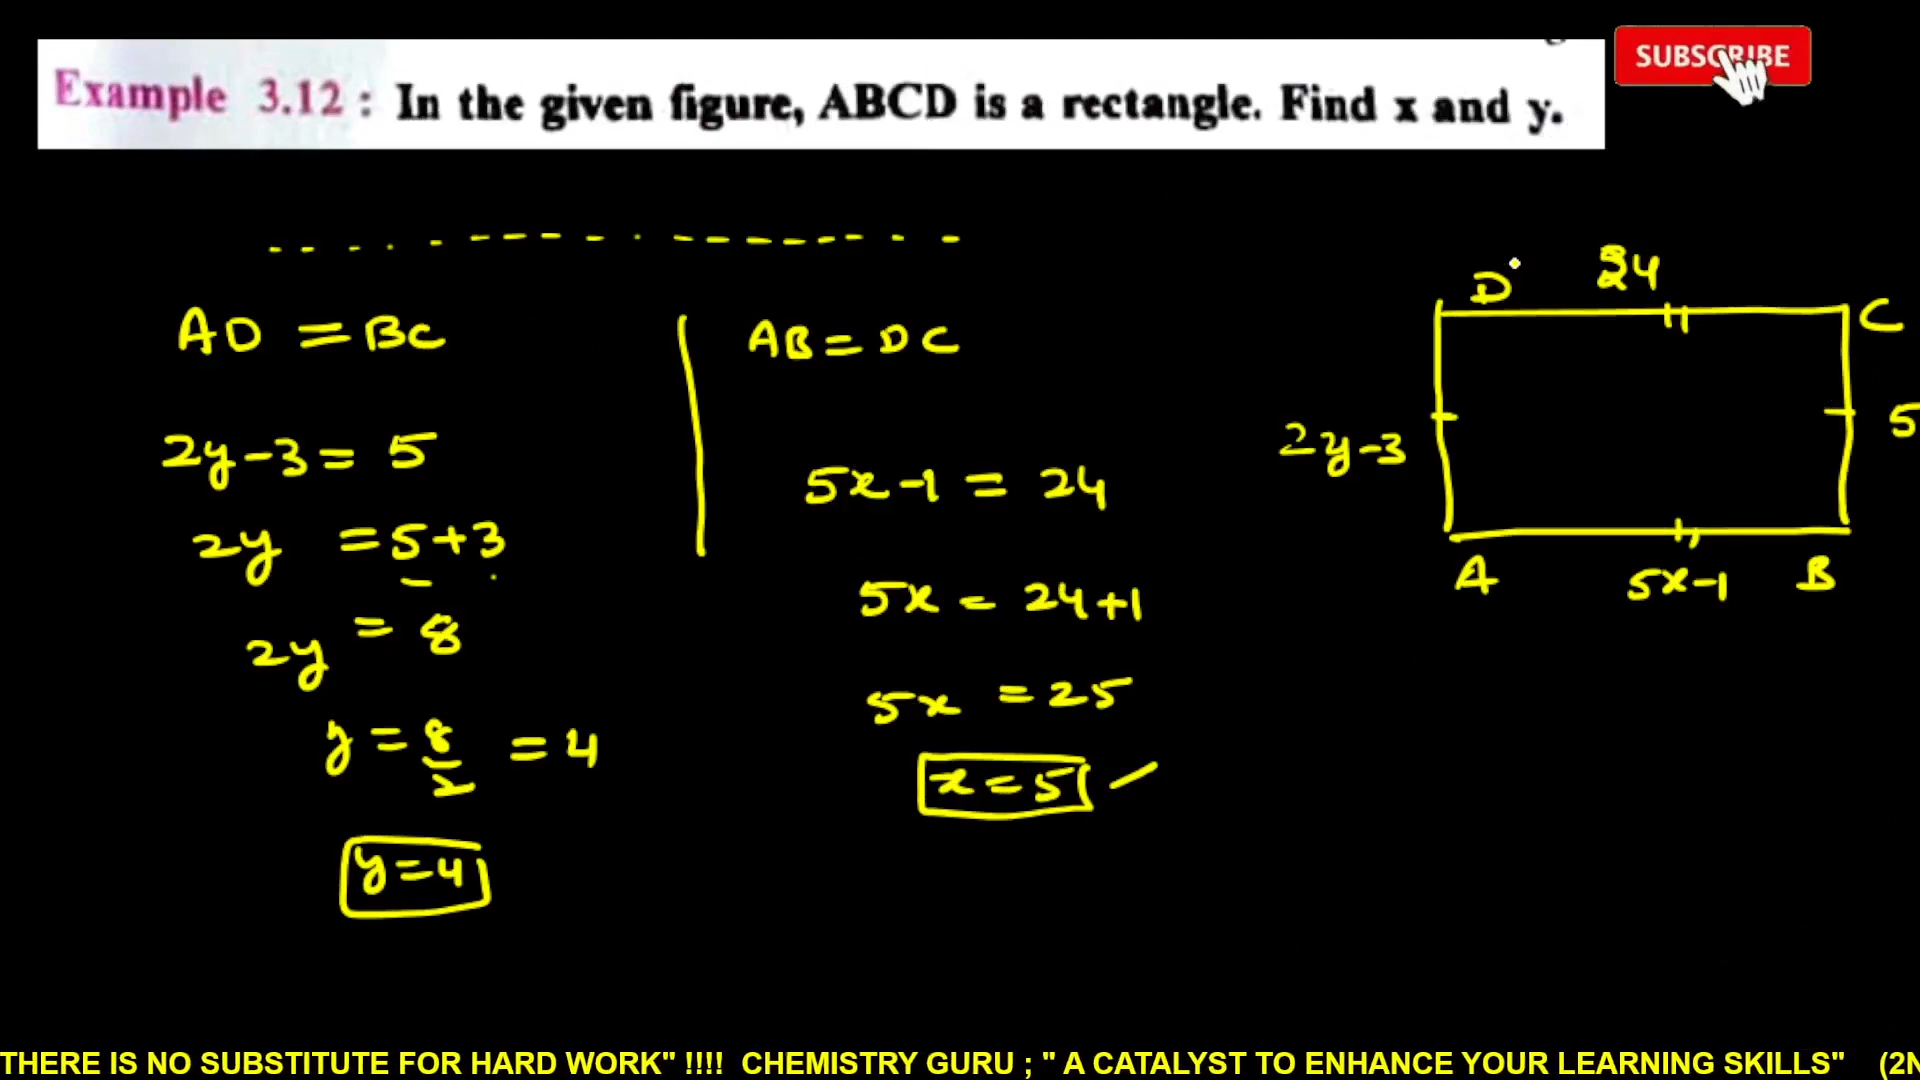 Example 3.12 : In the given figure, ABCD is a rectangle. Find x and y.
SUBSCRIBE
AD = BC
2y-3 = 5
2y = 5+3
2y = 8
y = 8/2 = 4
y = 4
AB = DC
5x-1 = 24
5x = 24+1
5x = 25
x = 5
D 24 C
2y-3 5
A 5x-1 B
THERE IS NO SUBSTITUTE FOR HARD WORK" !!!! CHEMISTRY GURU ; " A CATALYST TO ENHANCE YOUR LEARNING SKILLS" (2N